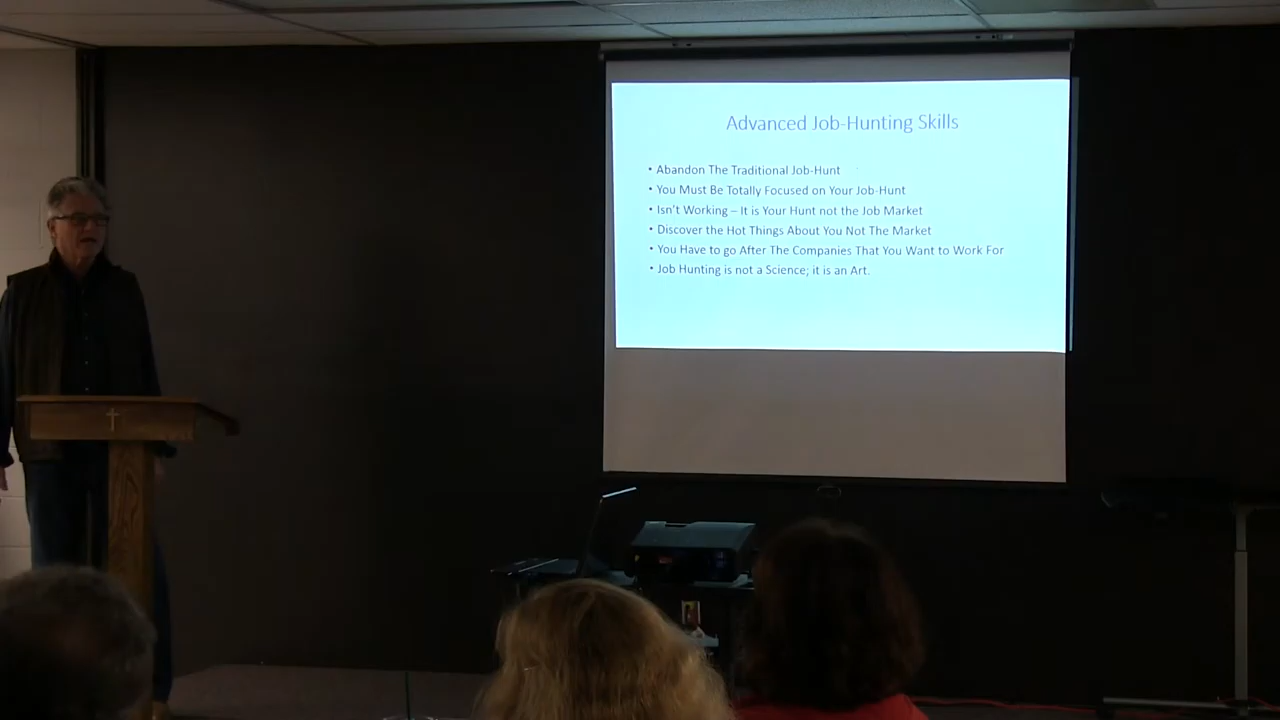 Advanced Job-Hunting Skills
• Abandon The Traditional Job-Hunt
• You Must Be Totally Focused on Your Job-Hunt
• Isn't Working – It is Your Hunt not the Job Market
• Discover the Hot Things About You Not The Market
• You Have to go After The Companies That You Want to Work For
• Job Hunting is not a Science; it is an Art.